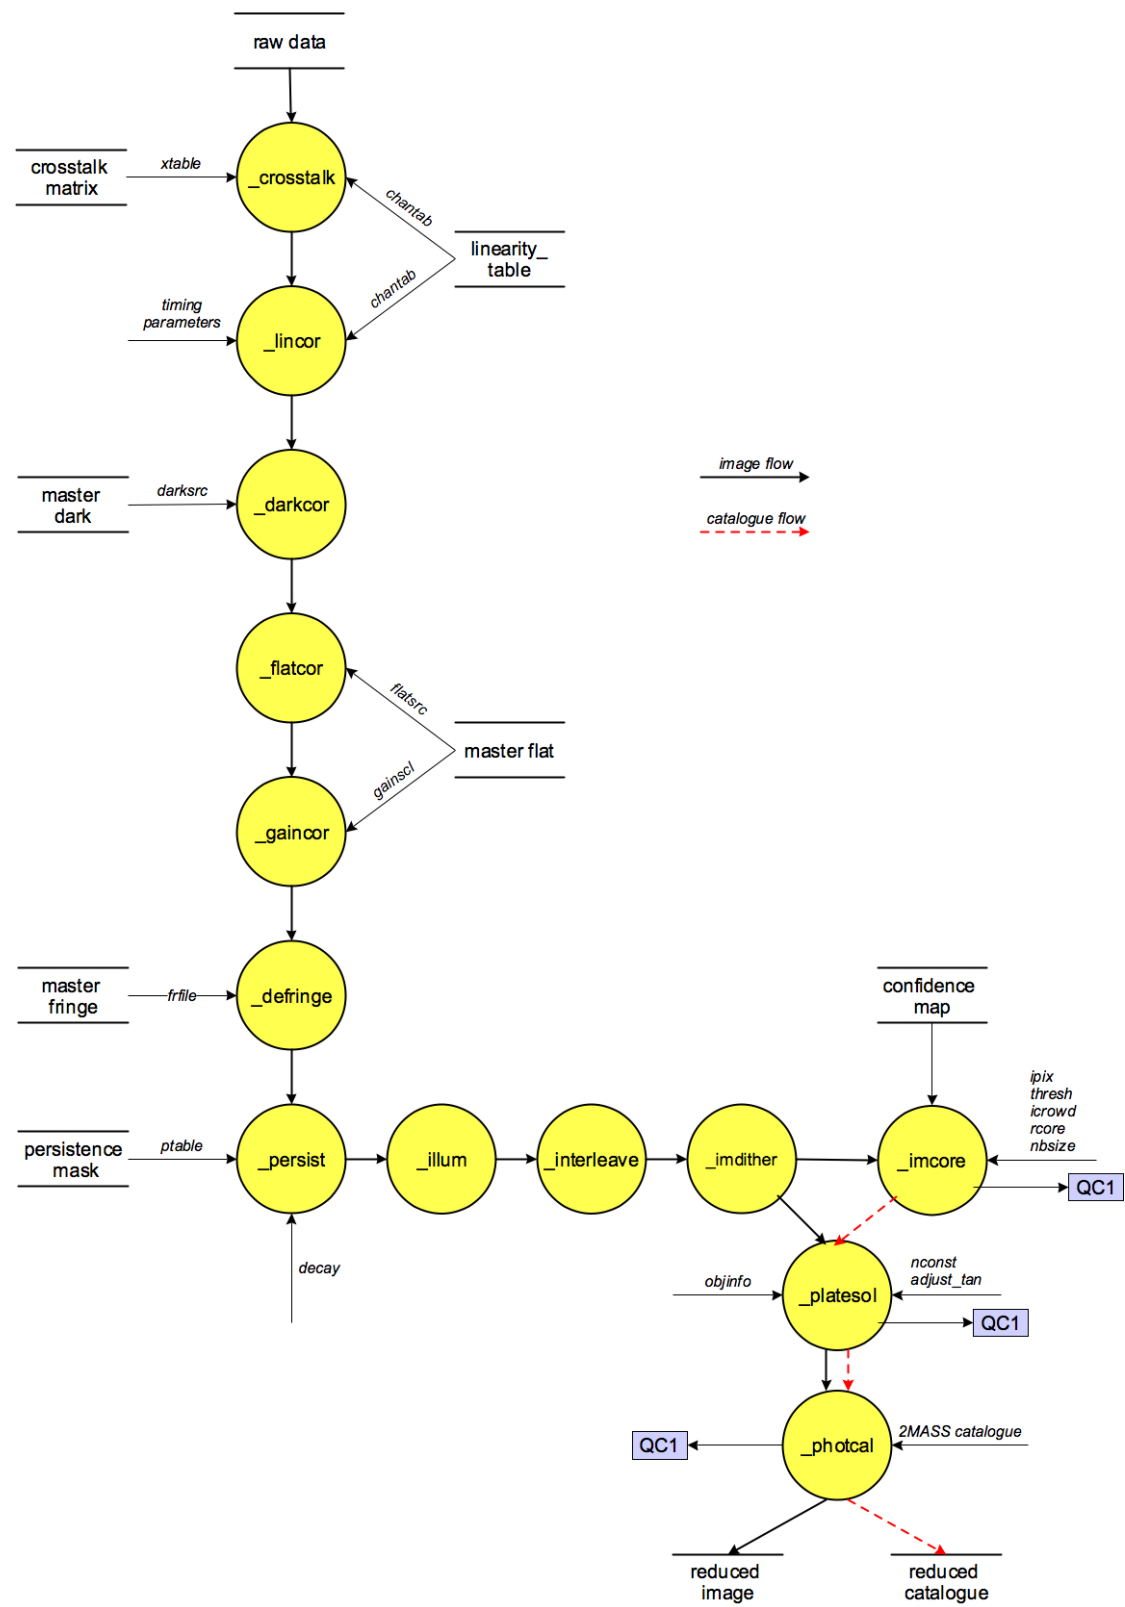 raw data
crosstalk
matrix
xtable
_crosstalk
chantab
linearity_
table
chantab
timing
parameters
_lincor
image flow
master
dark
darksrc
_darkcor
catalogue flow
_flatcor
flatsrc
master flat
gainscl
_gaincor
master
fringe
frfile
_defringe
confidence
map
ipix
thresh
icrowd
rcore
nbsize
persistence
mask
ptable
_persist
_illum
_interleave
_imdither
_imcore
QC1
decay
objinfo
_platesol
nconst
adjust_tan
QC1
QC1
_photcal
2MASS catalogue
reduced
image
reduced
catalogue